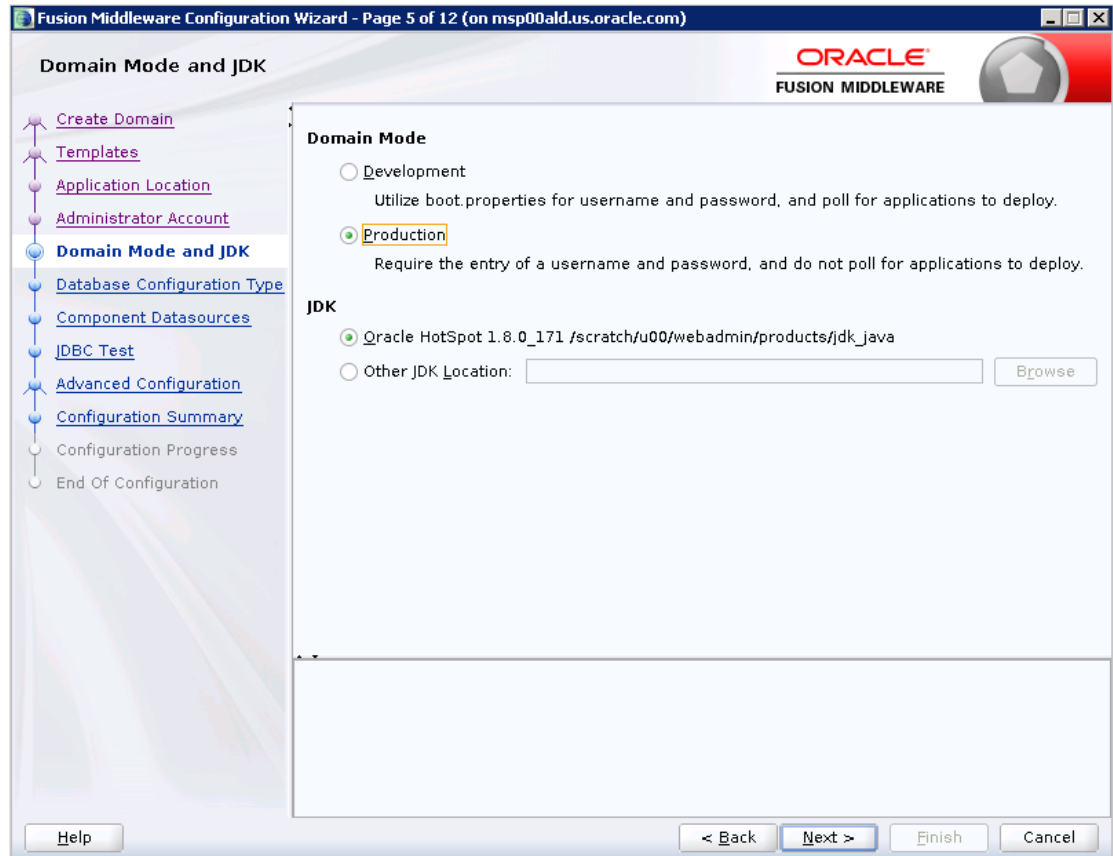 Fusion Middleware Configuration Wizard - Page 5 of 12 (on msp00ald.us.oracle.com)
Domain Mode and JDK
ORACLE®
FUSION MIDDLEWARE
Create Domain
Templates
Application Location
Administrator Account
Domain Mode and JDK
Database Configuration Type
Component Datasources
JDBC Test
Advanced Configuration
Configuration Summary
Configuration Progress
End Of Configuration
Domain Mode
Development
Utilize boot.properties for username and password, and poll for applications to deploy.
Production
Require the entry of a username and password, and do not poll for applications to deploy.
JDK
Oracle HotSpot 1.8.0_171 /scratch/u00/webadmin/products/jdk_java
Other JDK Location:
Browse
Help
< Back
Next >
Finish
Cancel